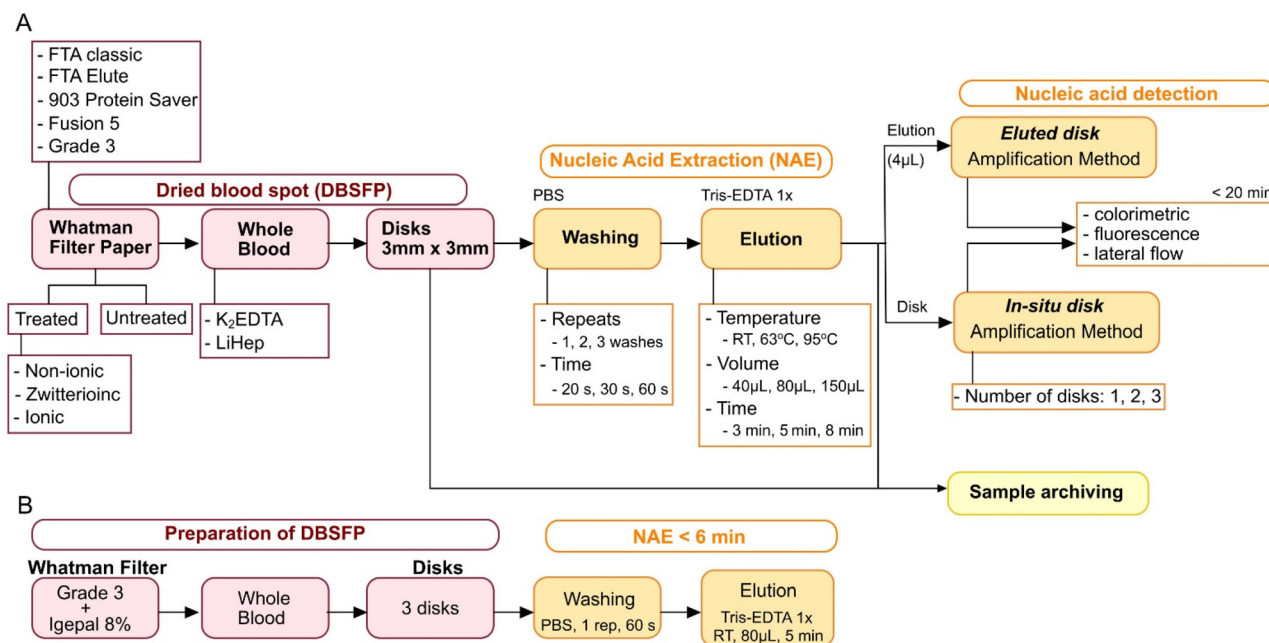 A
- FTA classic
- FTA Elute
- 903 Protein Saver
- Fusion 5
- Grade 3
Dried blood spot (DBSFP)
Whatman
Filter Paper
Whole
Blood
Disks
3mm x 3mm
Treated
Untreated
- Non-ionic
- Zwitterioinc
- Ionic
- K₂EDTA
- LiHep
Nucleic Acid Extraction (NAE)
PBS
Washing
Tris-EDTA 1x
Elution
- Repeats
- 1, 2, 3 washes
- Time
- 20 s, 30 s, 60 s
- Temperature
- RT, 63ºC, 95ºC
- Volume
- 40µL, 80µL, 150µL
- Time
- 3 min, 5 min, 8 min
Nucleic acid detection
Elution
(4µL)
Eluted disk
Amplification Method
< 20 min
- colorimetric
- fluorescence
- lateral flow
Disk
In-situ disk
Amplification Method
- Number of disks: 1, 2, 3
Sample archiving
B
Preparation of DBSFP
Whatman Filter
Grade 3
+
Igepal 8%
Whole
Blood
Disks
3 disks
NAE < 6 min
Washing
PBS, 1 rep, 60 s
Elution
Tris-EDTA 1x
RT, 80µL, 5 min